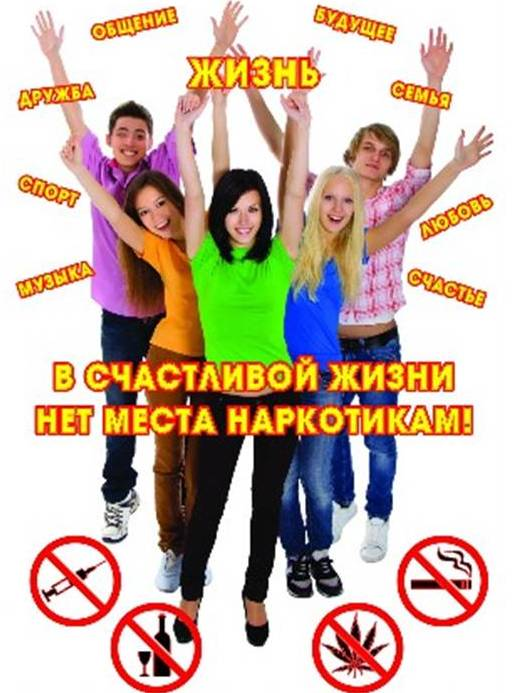 ОБЩЕНИЕ
БУДУЩЕЕ
ЖИЗНЬ
ДРУЖБА
СЕМЬЯ
СПОРТ
ЛЮБОВЬ
МУЗЫКА
СЧАСТЬЕ
В СЧАСТЛИВОЙ ЖИЗНИ
НЕТ МЕСТА НАРКОТИКАМ!